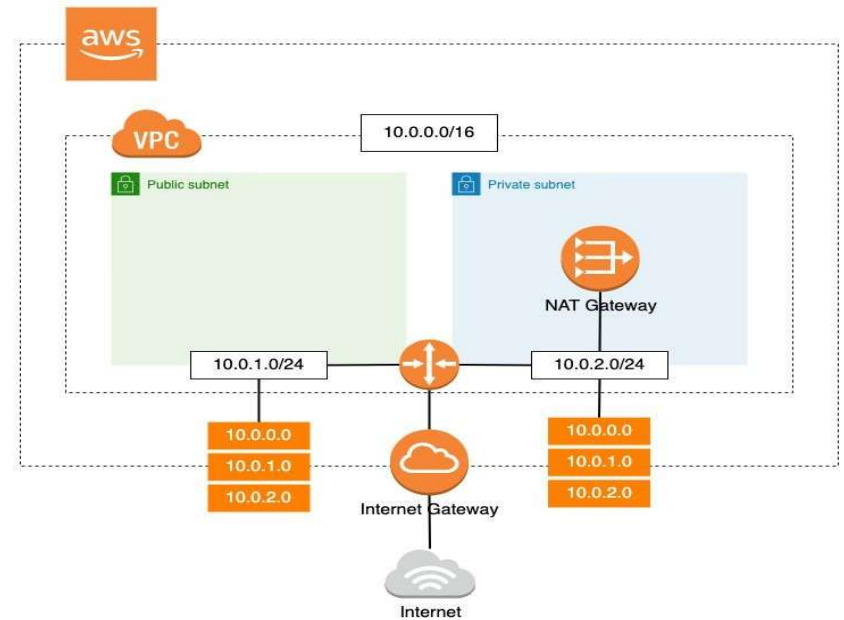 aws
VPC
10.0.0.0/16
Public subnet
Private subnet
NAT Gateway
10.0.1.0/24
10.0.2.0/24
10.0.0.0
10.0.1.0
10.0.2.0
10.0.0.0
10.0.1.0
10.0.2.0
Internet Gateway
Internet